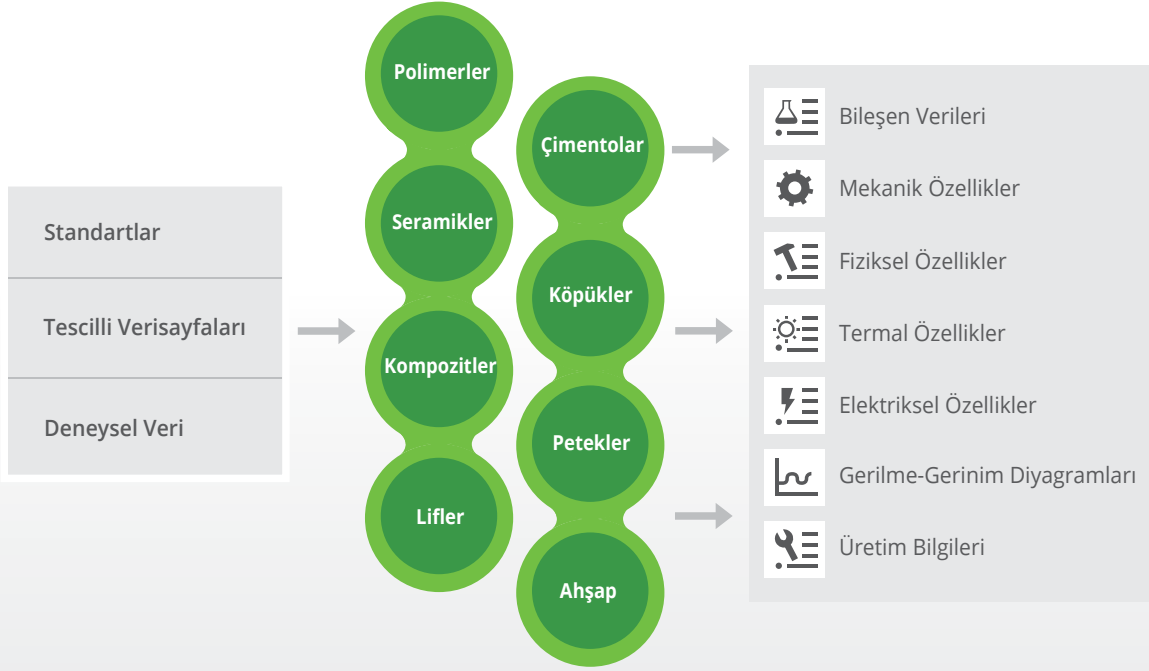 Standartlar
Tescilli Verisayfaları
Deneysel Veri
Polimerler
Seramikler
Kompozitler
Lifler
Çimentolar
Köpükler
Petekler
Ahşap
Bileşen Verileri
Mekanik Özellikler
Fiziksel Özellikler
Termal Özellikler
Elektriksel Özellikler
Gerilme-Gerinim Diyagramları
Üretim Bilgileri